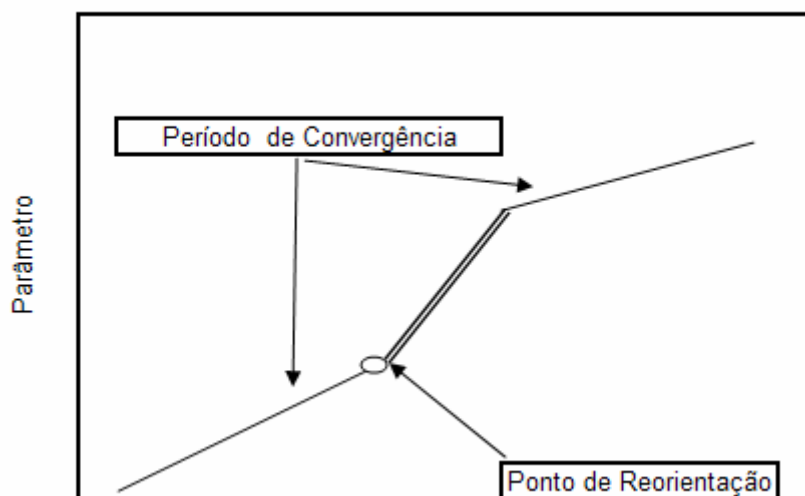 Período de Convergência
Parâmetro
Ponto de Reorientação